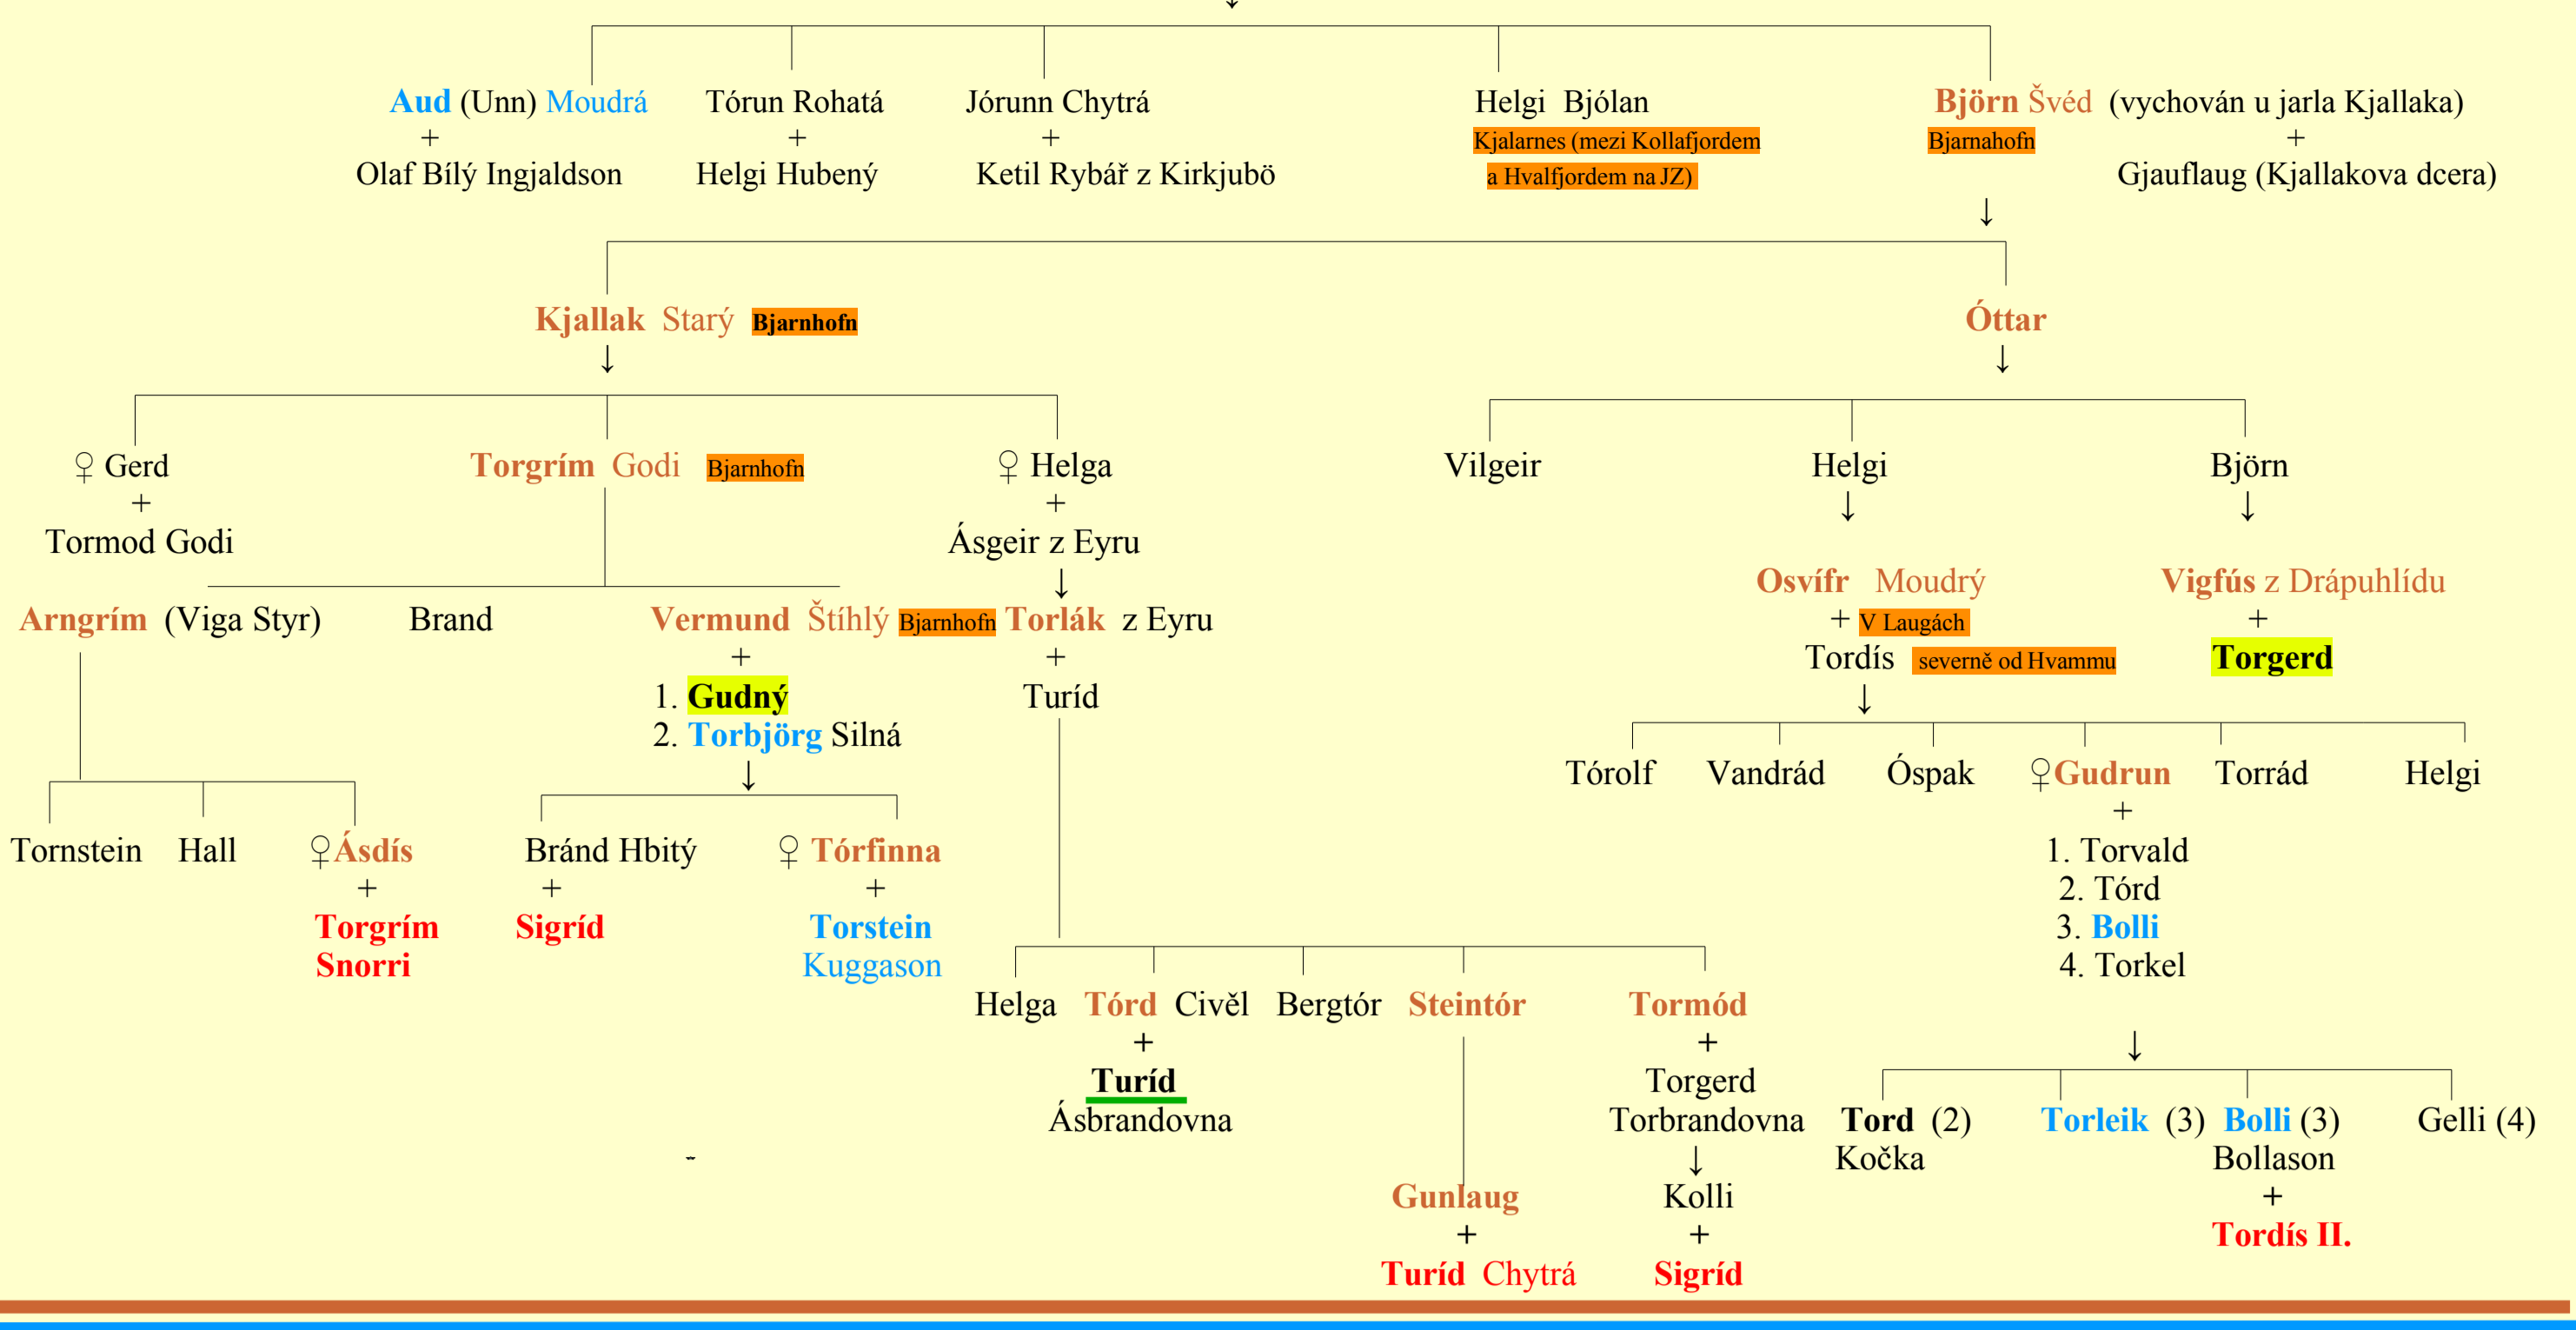 ↓
Aud (Unn) Moudrá Tórun Rohatá Jórunn Chytrá Helgi Bjólan Björn Švéd (vychován u jarla Kjallaka)
+ + + Kjalarnes (mezi Kollafjordem Bjarnahofn +
Olaf Bílý Ingjaldson Helgi Hubený Ketil Rybář z Kirkjubö a Hvalfjordem na JZ) Gjauflaug (Kjallakova dcera)
↓
Kjallak Starý Bjarnhofn Óttar
↓ ↓
♀ Gerd Torgrím Godi Bjarnhofn ♀ Helga Vilgeir Helgi Björn
+ + ↓ ↓
Tormod Godi Ásgeir z Eyru
↓ Osvífr Moudrý Vigfús z Drápuhlídu
Arngrím (Viga Styr) Brand Vermund Štíhlý Bjarnhofn Torlák z Eyru + V Laugách +
+ + Tordís severně od Hvammu Torgerd
1. Gudný Turíd ↓
2. Torbjörg Silná
↓ Tórolf Vandrád Óspak ♀Gudrun Torrád Helgi
+
Tornstein Hall ♀Ásdís Bránd Hbitý ♀ Tórfinna 1. Torvald
+ + + 2. Tórd
Torgrím Sigríd Torstein 3. Bolli
Snorri Kuggason 4. Torkel
Helga Tórd Civěl Bergtór Steintór Tormód
+ + ↓
Turíd Torgerd
Ásbrandovna Torbrandovna Tord (2) Torleik (3) Bolli (3) Gelli (4)
↓ Kočka Bollason
Gunlaug Kolli +
+ + Tordís II.
Turíd Chytrá Sigríd